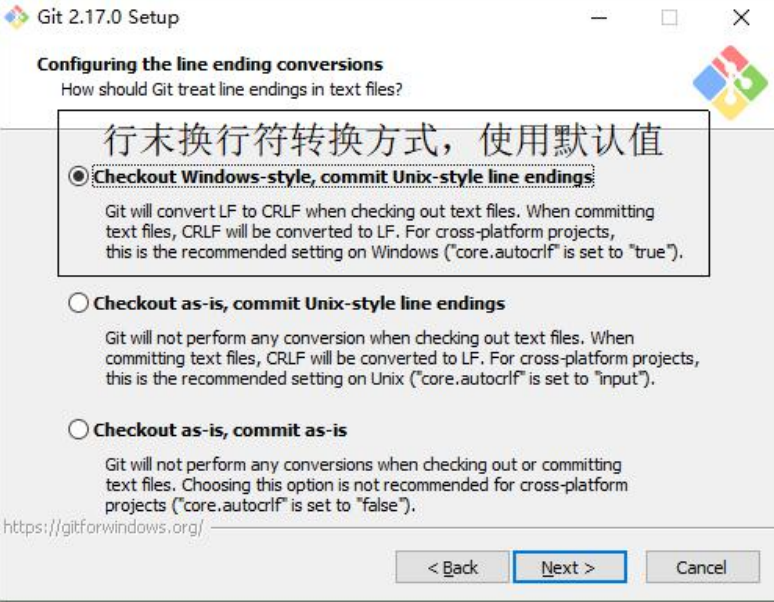 Git 2.17.0 Setup
Configuring the line ending conversions
How should Git treat line endings in text files?
行末换行符转换方式，使用默认值
Checkout Windows-style, commit Unix-style line endings
Git will convert LF to CRLF when checking out text files. When committing
text files, CRLF will be converted to LF. For cross-platform projects,
this is the recommended setting on Windows ("core.autocrlf" is set to "true").
Checkout as-is, commit Unix-style line endings
Git will not perform any conversion when checking out text files. When
committing text files, CRLF will be converted to LF. For cross-platform projects,
this is the recommended setting on Unix ("core.autocrlf" is set to "input").
Checkout as-is, commit as-is
Git will not perform any conversions when checking out or committing
text files. Choosing this option is not recommended for cross-platform
projects ("core.autocrlf" is set to "false").
https://gitforwindows.org/
< Back
Next >
Cancel